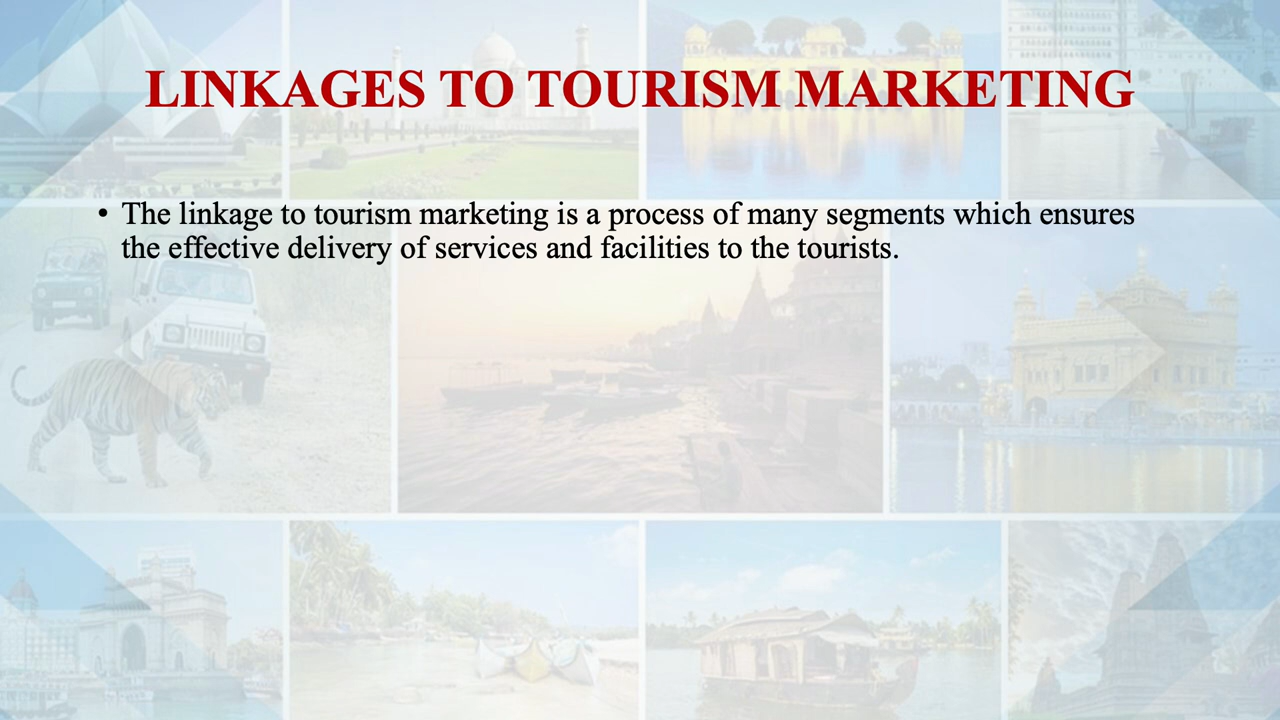 LINKAGES TO TOURISM MARKETING
• The linkage to tourism marketing is a process of many segments which ensures
the effective delivery of services and facilities to the tourists.